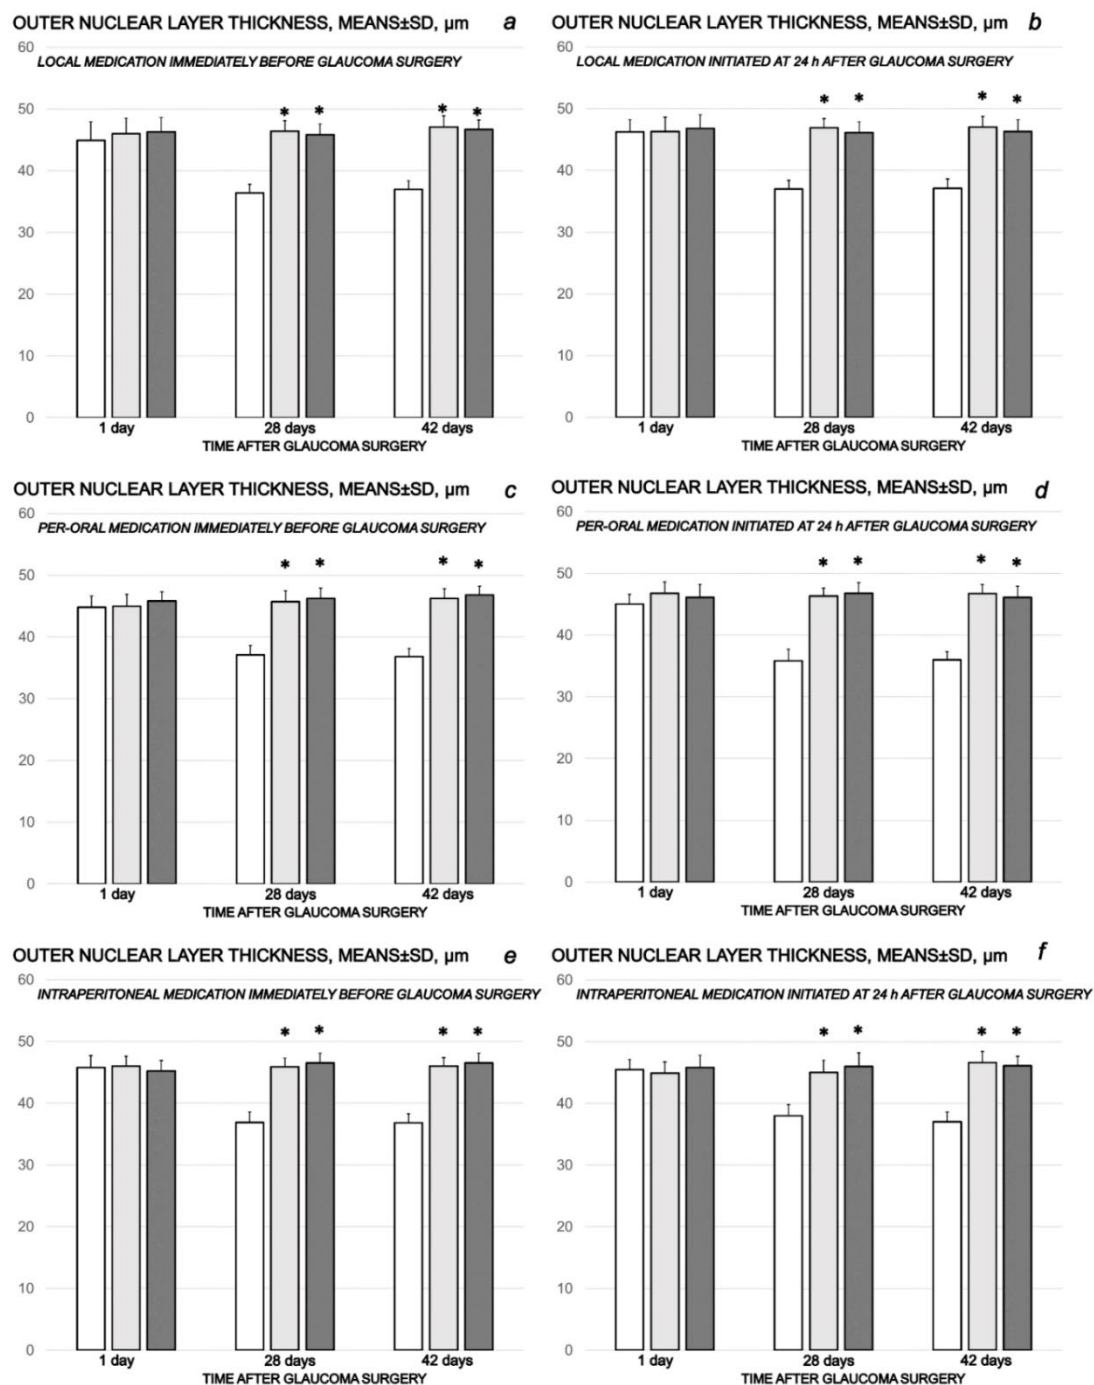 OUTER NUCLEAR LAYER THICKNESS, MEANS±SD, µm a
60
LOCAL MEDICATION IMMEDIATELY BEFORE GLAUCOMA SURGERY
50
* * * *
40
30
20
10
0
1 day 28 days 42 days
TIME AFTER GLAUCOMA SURGERY
OUTER NUCLEAR LAYER THICKNESS, MEANS±SD, µm b
60
LOCAL MEDICATION INITIATED AT 24 h AFTER GLAUCOMA SURGERY
* * * *
50
40
30
20
10
0
1 day 28 days 42 days
TIME AFTER GLAUCOMA SURGERY
OUTER NUCLEAR LAYER THICKNESS, MEANS±SD, µm c
60
PER-ORAL MEDICATION IMMEDIATELY BEFORE GLAUCOMA SURGERY
* * * *
50
40
30
20
10
0
1 day 28 days 42 days
TIME AFTER GLAUCOMA SURGERY
OUTER NUCLEAR LAYER THICKNESS, MEANS±SD, µm d
60
PER-ORAL MEDICATION INITIATED AT 24 h AFTER GLAUCOMA SURGERY
* * * *
50
40
30
20
10
0
1 day 28 days 42 days
TIME AFTER GLAUCOMA SURGERY
OUTER NUCLEAR LAYER THICKNESS, MEANS±SD, µm e
60
INTRAPERITONEAL MEDICATION IMMEDIATELY BEFORE GLAUCOMA SURGERY
* * * *
50
40
30
20
10
0
1 day 28 days 42 days
TIME AFTER GLAUCOMA SURGERY
OUTER NUCLEAR LAYER THICKNESS, MEANS±SD, µm f
60
INTRAPERITONEAL MEDICATION INITIATED AT 24 h AFTER GLAUCOMA SURGERY
* * * *
50
40
30
20
10
0
1 day 28 days 42 days
TIME AFTER GLAUCOMA SURGERY